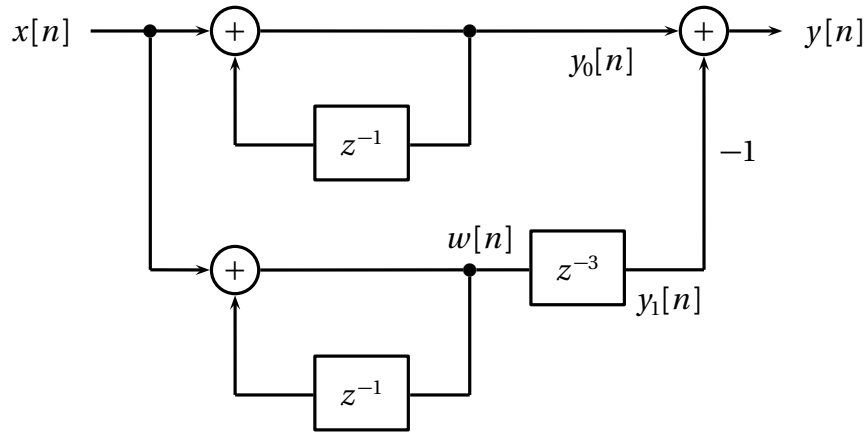 x[n] + + y[n]
y₀[n]
z⁻¹
−1
w[n]
+ z⁻³
y₁[n]
z⁻¹